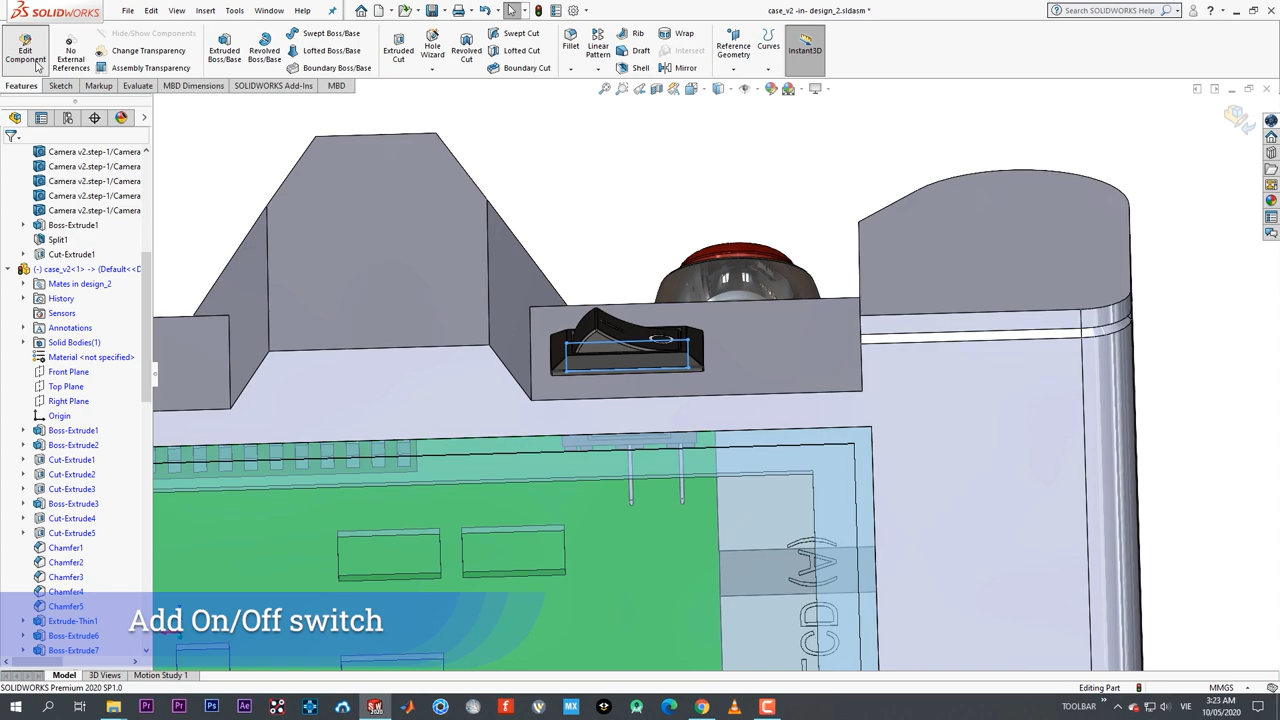 SOLIDWORKS
File Edit View Insert Tools Window Help
case_v2 -in- design_2.sldasm *
Search SOLIDWORKS Help
Edit Component
No External References
Hide/Show Components
Change Transparency
Assembly Transparency
Extruded Boss/Base
Revolved Boss/Base
Swept Boss/Base
Lofted Boss/Base
Boundary Boss/Base
Extruded Cut
Hole Wizard
Revolved Cut
Swept Cut
Lofted Cut
Boundary Cut
Fillet
Linear Pattern
Rib
Draft
Shell
Wrap
Intersect
Mirror
Reference Geometry
Curves
Instant3D
Features Sketch Markup Evaluate MBD Dimensions SOLIDWORKS Add-Ins MBD
Camera v2.step-1/Camera
Camera v2.step-1/Camera
Camera v2.step-1/Camera
Camera v2.step-1/Camera
Camera v2.step-1/Camera
Boss-Extrude1
Split1
Cut-Extrude1
(-) case_v2<1> -> (Default<<D
Mates in design_2
History
Sensors
Annotations
Solid Bodies(1)
Material <not specified>
Front Plane
Top Plane
Right Plane
Origin
Boss-Extrude1
Boss-Extrude2
Cut-Extrude1
Cut-Extrude2
Cut-Extrude3
Boss-Extrude3
Cut-Extrude4
Cut-Extrude5
Chamfer1
Chamfer2
Chamfer3
Chamfer4
Chamfer5
Extrude-Thin1
Boss-Extrude6
Boss-Extrude7
Add On/Off switch
CD (A)
Model 3D Views Motion Study 1
SOLIDWORKS Premium 2020 SP1.0
Editing Part
MMGS
TOOLBAR
VIE
3:23 AM
10/05/2020